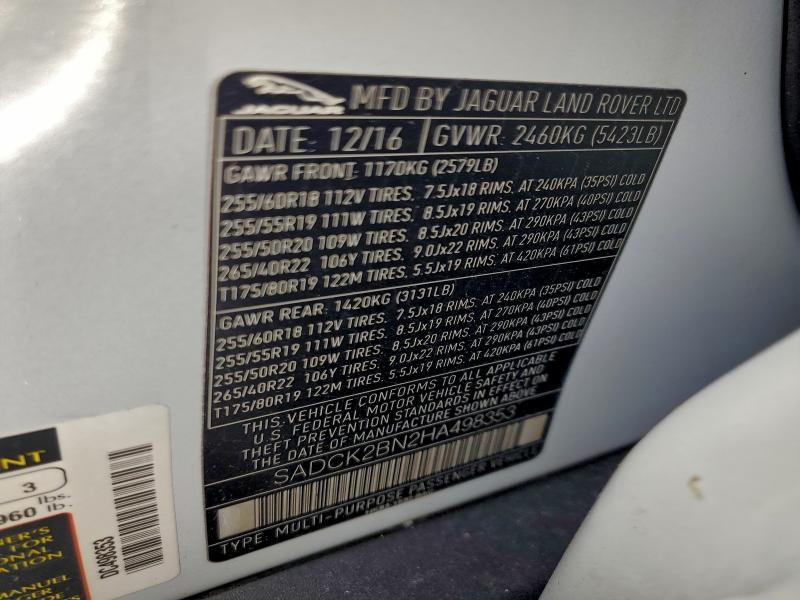 JAGUAR MFD BY JAGUAR LAND ROVER LTD
DATE: 12/16 GVWR: 2460KG (5423LB)
GAWR FRONT: 1170KG (2579LB)
255/60R18 112V TIRES. 7.5Jx18 RIMS. AT 240KPA (35PSI) COLD
255/55R19 111W TIRES. 8.5Jx19 RIMS. AT 270KPA (40PSI) COLD
255/50R20 109W TIRES. 8.5Jx20 RIMS. AT 290KPA (43PSI) COLD
265/40R22 106Y TIRES. 9.0Jx22 RIMS. AT 290KPA (43PSI) COLD
T175/80R19 122M TIRES. 5.5Jx19 RIMS. AT 420KPA (61PSI) COLD
GAWR REAR: 1420KG (3131LB)
255/60R18 112V TIRES. 7.5Jx18 RIMS. AT 240KPA (35PSI) COLD
255/55R19 111W TIRES. 8.5Jx19 RIMS. AT 270KPA (40PSI) COLD
255/50R20 109W TIRES. 8.5Jx20 RIMS. AT 290KPA (43PSI) COLD
265/40R22 106Y TIRES. 9.0Jx22 RIMS. AT 290KPA (43PSI) COLD
T175/80R19 122M TIRES. 5.5Jx19 RIMS. AT 420KPA (61PSI) COLD
THIS VEHICLE CONFORMS TO ALL APPLICABLE
U.S. FEDERAL MOTOR VEHICLE SAFETY AND
THEFT PREVENTION STANDARDS IN EFFECT ON
THE DATE OF MANUFACTURE SHOWN ABOVE.
SADCK2BN2HA498353
TYPE: MULTI-PURPOSE PASSENGER VEHICLE
3
lbs.
960 lb.
DC498353
MANUEL